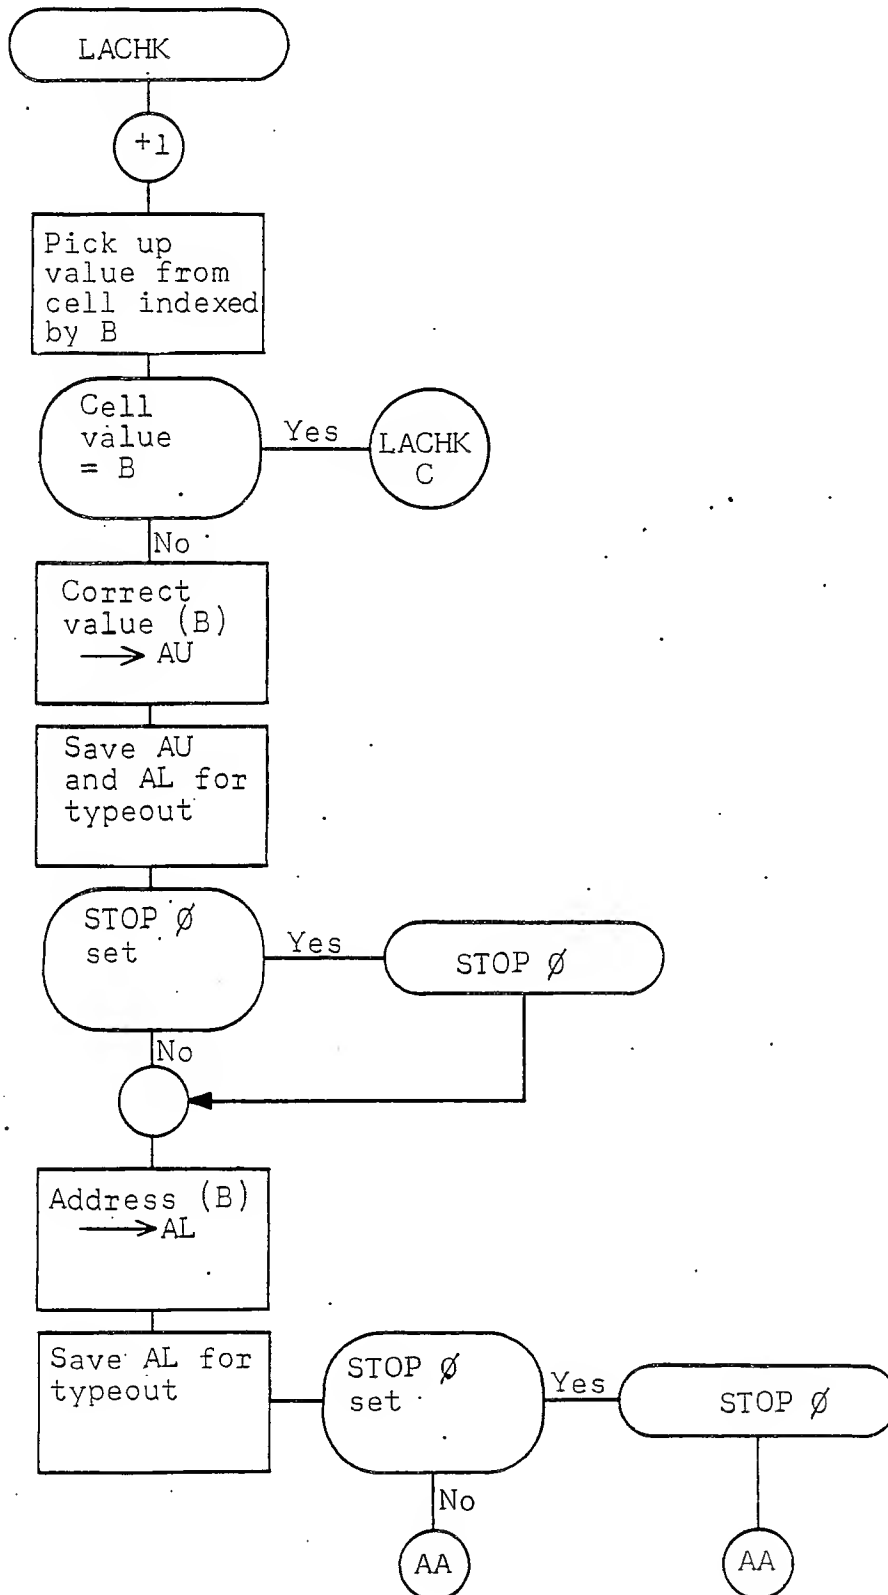 LACHK
+1
Pick up
value from
cell indexed
by B
Cell
value
= B
Yes
LACHK
C
No
Correct
value (B)
→ AU
Save AU
and AL for
typeout
STOP Ø
set
Yes
STOP Ø
No
Address (B)
→ AL
Save AL for
typeout
STOP Ø
set
Yes
STOP Ø
No
AA
AA